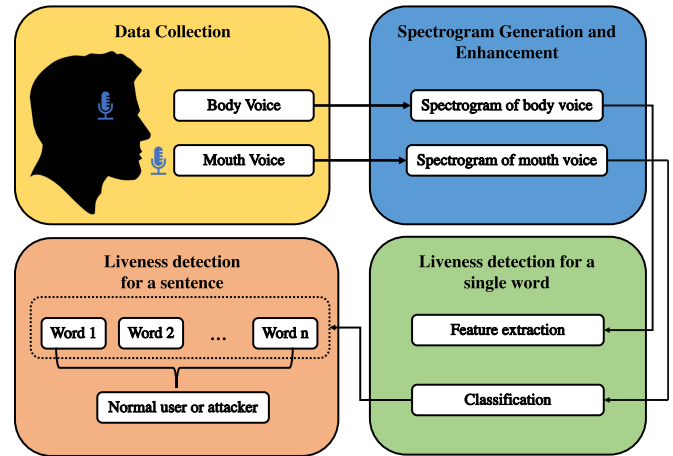 Data Collection
Body Voice
Mouth Voice
Spectrogram Generation and
Enhancement
Spectrogram of body voice
Spectrogram of mouth voice
Liveness detection
for a sentence
Word 1
Word 2
...
Word n
Normal user or attacker
Liveness detection for a
single word
Feature extraction
Classification